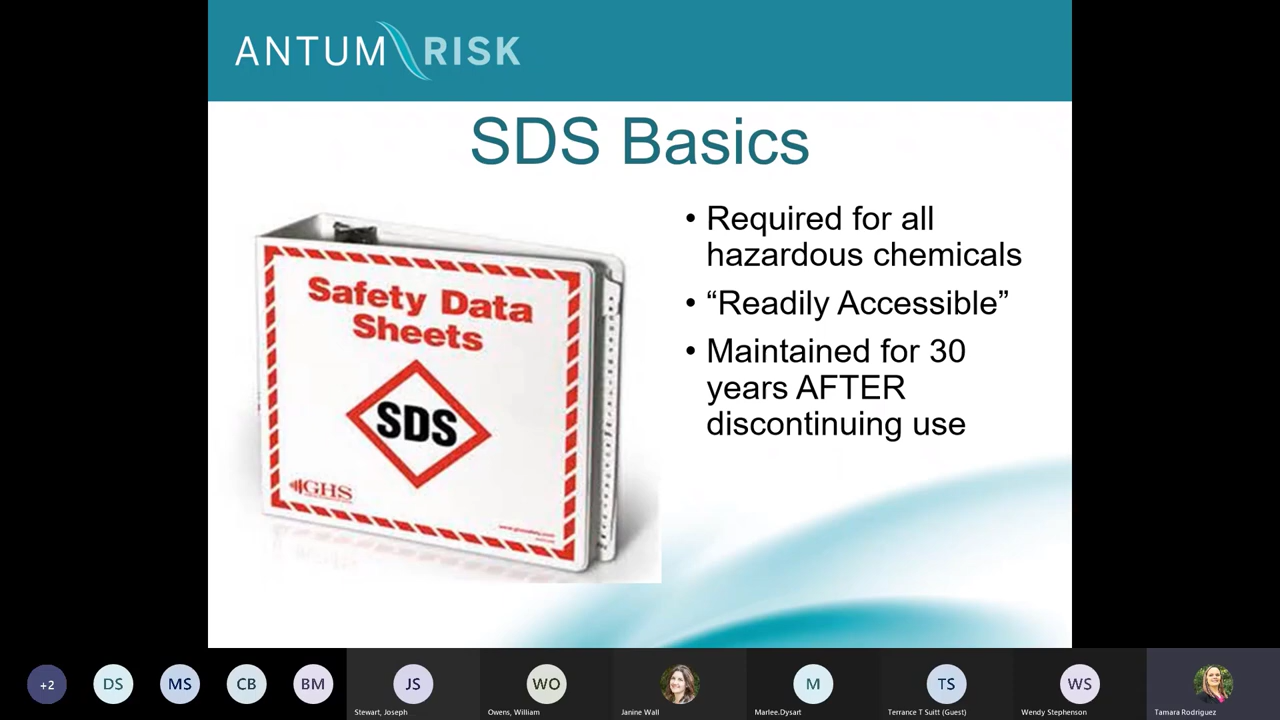 ANTUM RISK
SDS Basics
• Required for all
hazardous chemicals
• “Readily Accessible”
• Maintained for 30
years AFTER
discontinuing use
Safety Data
Sheets
SDS
GHS
+2
DS
MS
CB
BM
JS
WO
M
TS
WS
Stewart, Joseph
Owens, William
Janine Wall
Marlee.Dysart
Terrance T Suitt (Guest)
Wendy Stephenson
Tamara Rodriguez